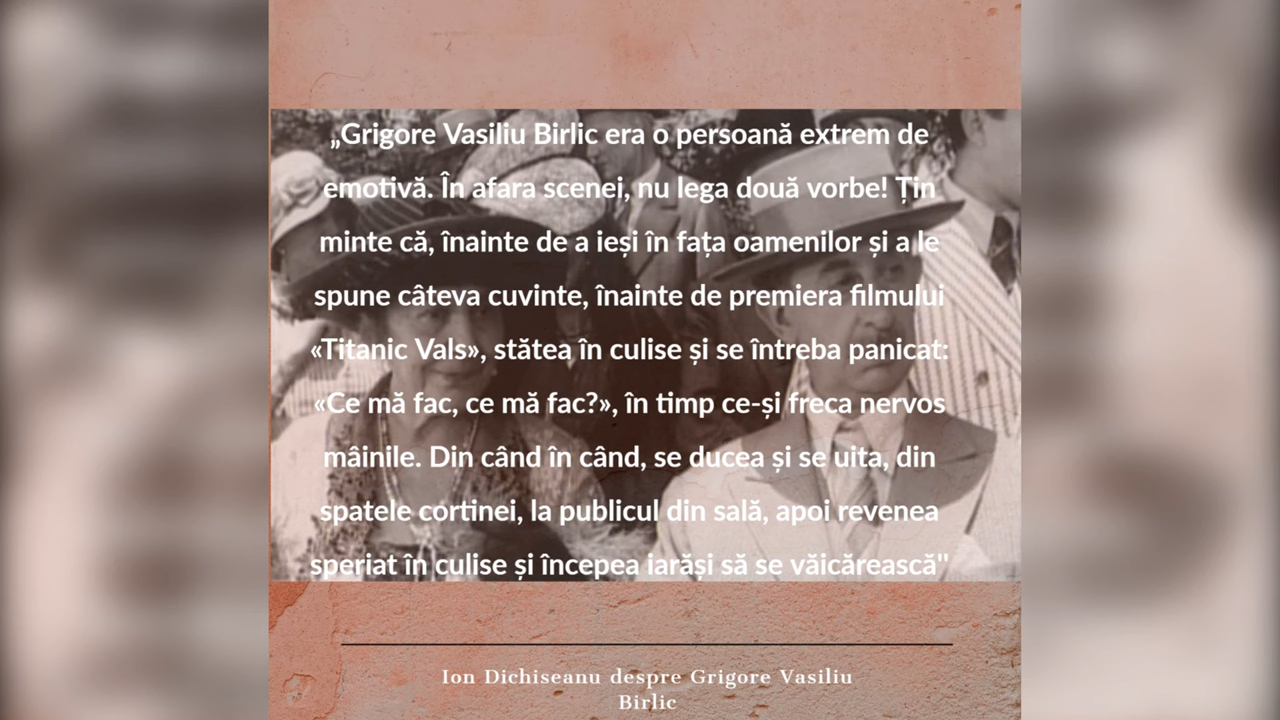 „Grigore Vasiliu Birlic era o persoană extrem de
emotivă. În afara scenei, nu lega două vorbe! Țin
minte că, înainte de a ieși în fața oamenilor și a le
spune câteva cuvinte, înainte de premiera filmului
«Titanic Vals», stătea în culise și se întreba panicat:
«Ce mă fac, ce mă fac?», în timp ce-și freca nervos
mâinile. Din când în când, se ducea și se uita, din
spatele cortinei, la publicul din sală, apoi revenea
speriat în culise și începea iarăși să se văicărească"
Ion Dichiseanu despre Grigore Vasiliu
Birlic